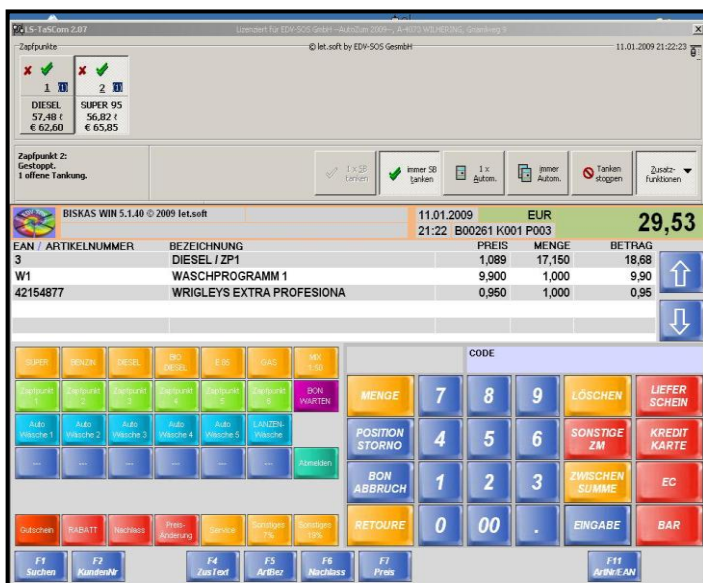 LS-TaSCom 2.07
Zapfpunkte
© let.soft by EDV-SOS GesmbH
11.01.2009 21:22:23
1
2
DIESEL
SUPER 95
57,48 ℓ
56,82 ℓ
€ 62,60
€ 65,85
Zapfpunkt 2:
Gestoppt.
1 offene Tankung.
1 x SB tanken
immer SB tanken
1 x Autom.
immer Autom.
Tanken stoppen
Zusatz-funktionen
BISKAS WIN 5.1.40 © 2009 let.soft
11.01.2009
EUR
29,53
21:22 B00261 K001 P003
EAN / ARTIKELNUMMER BEZEICHNUNG PREIS MENGE BETRAG
3 DIESEL / ZP1 1,089 17,150 18,68
W1 WASCHPROGRAMM 1 9,900 1,000 9,90
42154877 WRIGLEYS EXTRA PROFESIONA 0,950 1,000 0,95
CODE
SUPER BENZIN DIESEL BIO DIESEL E 85 GAS MIX 1:50
Zapfpunkt 1 Zapfpunkt 2 Zapfpunkt 3 Zapfpunkt 4 Zapfpunkt 5 Zapfpunkt 6 BON WARTEN
Auto Wäsche 1 Auto Wäsche 2 Auto Wäsche 3 Auto Wäsche 4 Auto Wäsche 5 LANZEN-Wäsche
... ... ... ... ... ... Abmelden
Gutschein RABATT Nachlass Preis-Änderung Service Sonstiges 7% Sonstiges 19%
MENGE 7 8 9 LÖSCHEN LIEFER SCHEIN
POSITION STORNO 4 5 6 SONSTIGE ZM KREDIT KARTE
BON ABBRUCH 1 2 3 ZWISCHEN SUMME EC
RETOURE 0 00 . EINGABE BAR
F1 Suchen
F2 KundenNr
F4 ZusText
F5 ArtBez
F6 Nachlass
F7 Preis
F11 ArtNr/EAN